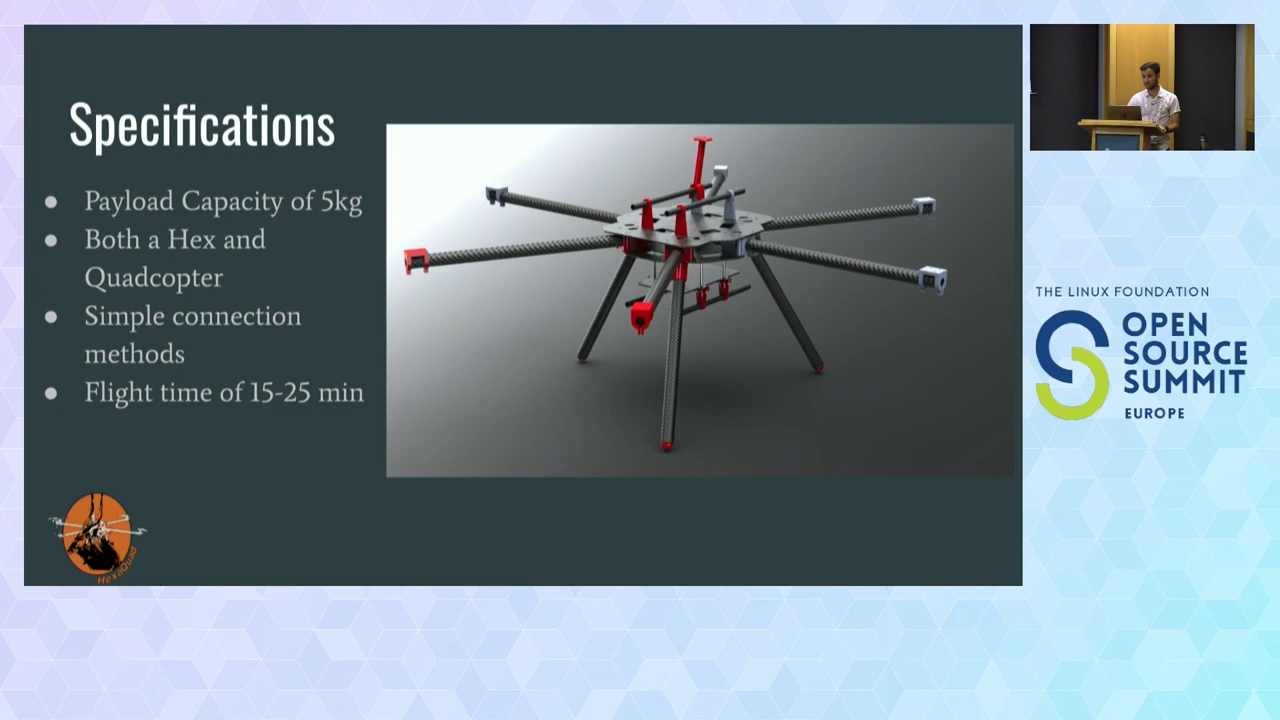 Specifications
● Payload Capacity of 5kg
● Both a Hex and
Quadcopter
● Simple connection
methods
● Flight time of 15-25 min
HexaQuad
THE LINUX FOUNDATION
OPEN
SOURCE
SUMMIT
EUROPE